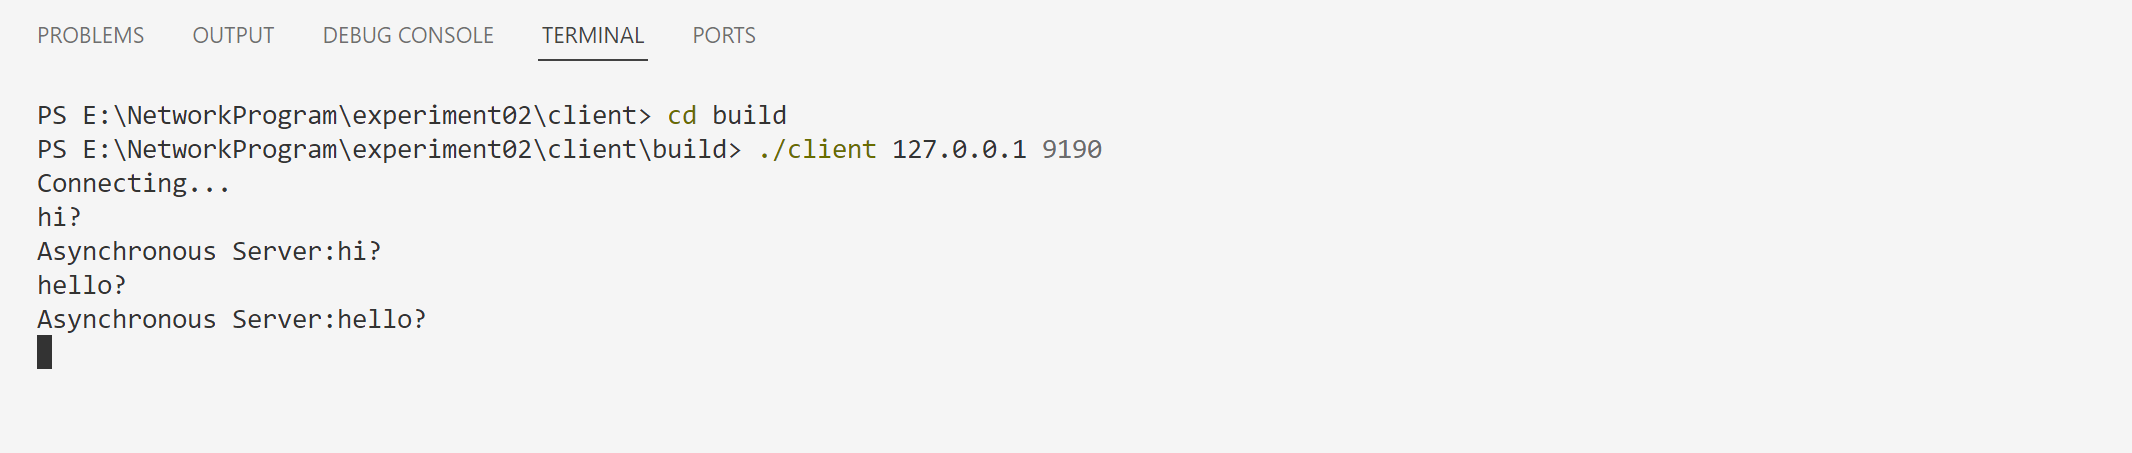 PROBLEMS OUTPUT DEBUG CONSOLE TERMINAL PORTS
PS E:\NetworkProgram\experiment02\client> cd build
PS E:\NetworkProgram\experiment02\client\build> ./client 127.0.0.1 9190
Connecting...
hi?
Asynchronous Server:hi?
hello?
Asynchronous Server:hello?